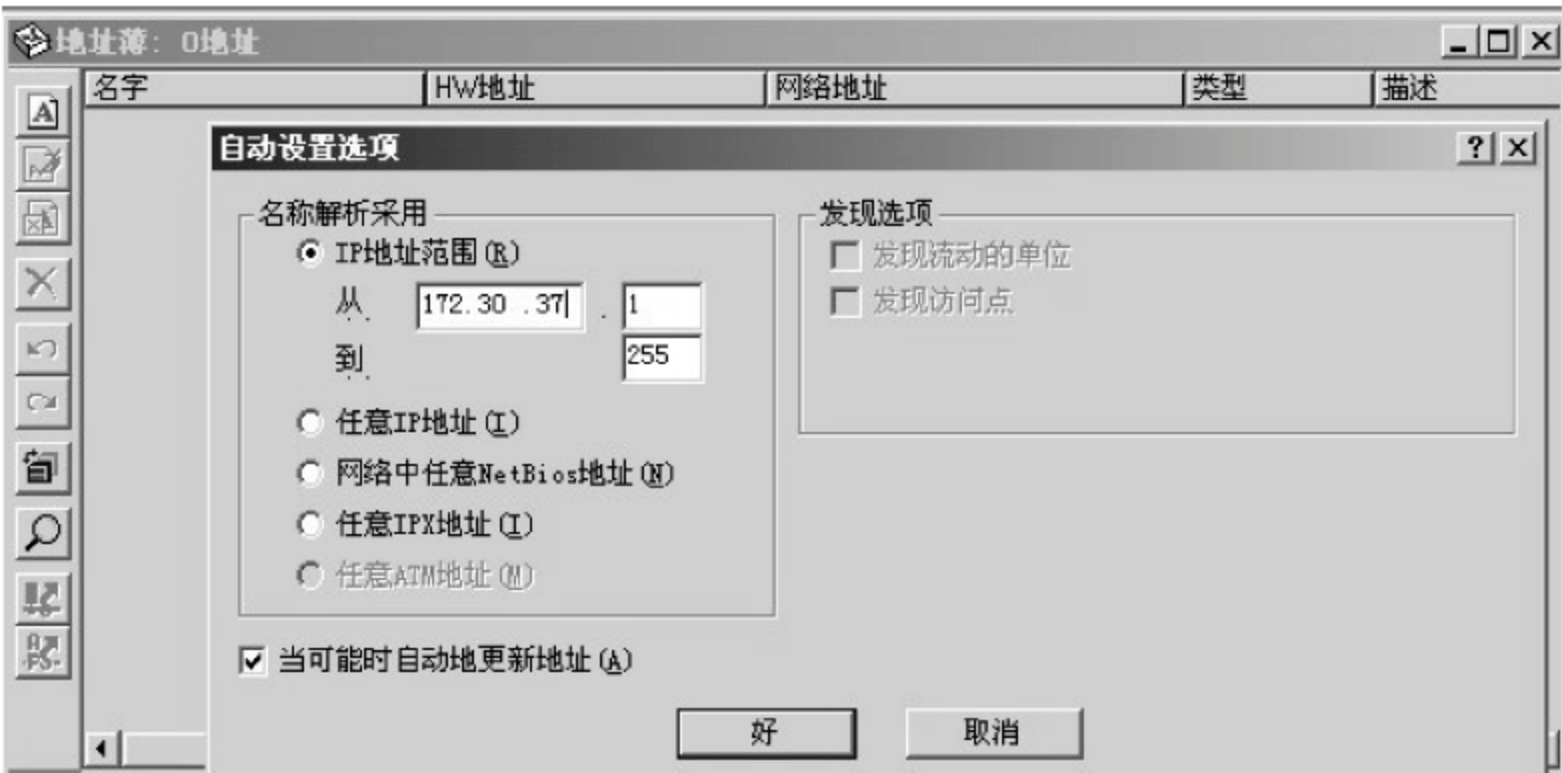 地址薄: 0地址
名字 HW地址 网络地址 类型 描述
自动设置选项
名称解析采用
IP地址范围(R)
从. 172.30 .37 . 1
到. 255
任意IP地址(I)
网络中任意NetBios地址(N)
任意IPX地址(I)
任意ATM地址(M)
发现选项
发现流动的单位
发现访问点
当可能时自动地更新地址(A)
好 取消